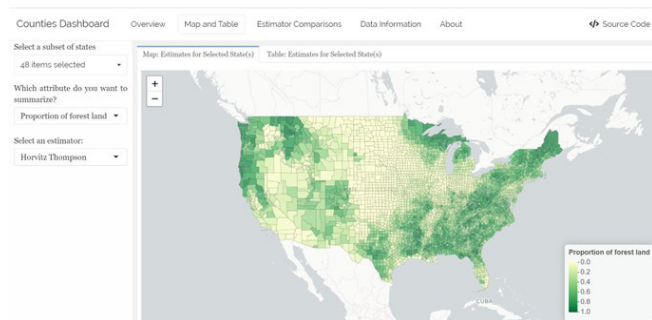 Counties Dashboard Overview Map and Table Estimator Comparisons Data Information About </> Source Code
Select a subset of states
48 items selected
Which attribute do you want to
summarize?
Proportion of forest land
Select an estimator:
Horvitz Thompson
Map: Estimates for Selected State(s) Table: Estimates for Selected State(s)
+
−
CUBA
Proportion of forest land
0.0
0.2
0.4
0.6
0.8
1.0